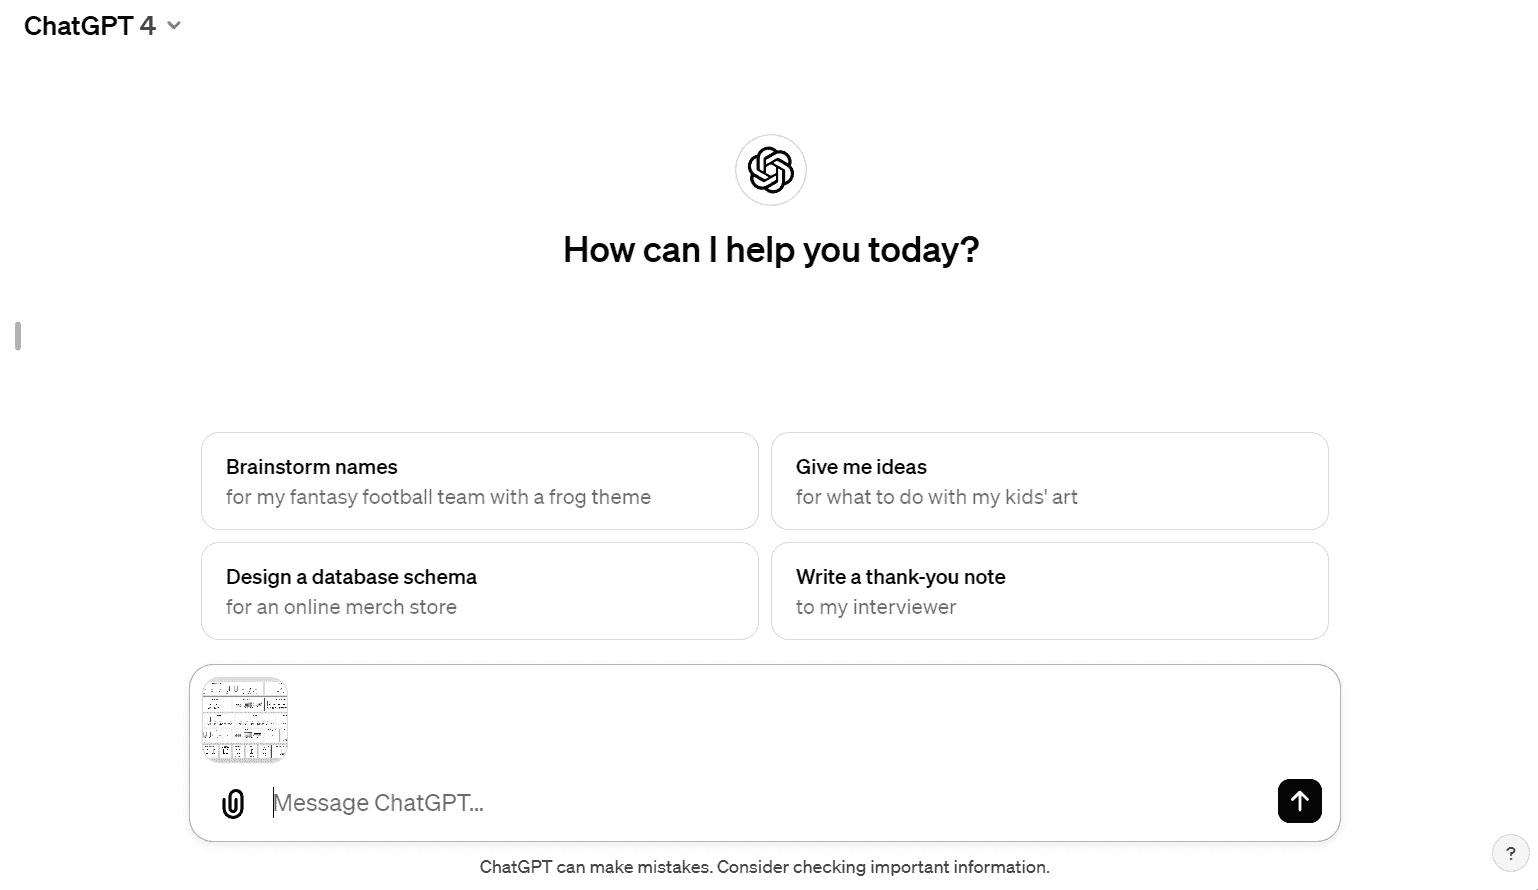 ChatGPT 4
How can I help you today?
Brainstorm names
for my fantasy football team with a frog theme
Give me ideas
for what to do with my kids' art
Design a database schema
for an online merch store
Write a thank-you note
to my interviewer
Message ChatGPT...
ChatGPT can make mistakes. Consider checking important information.
?